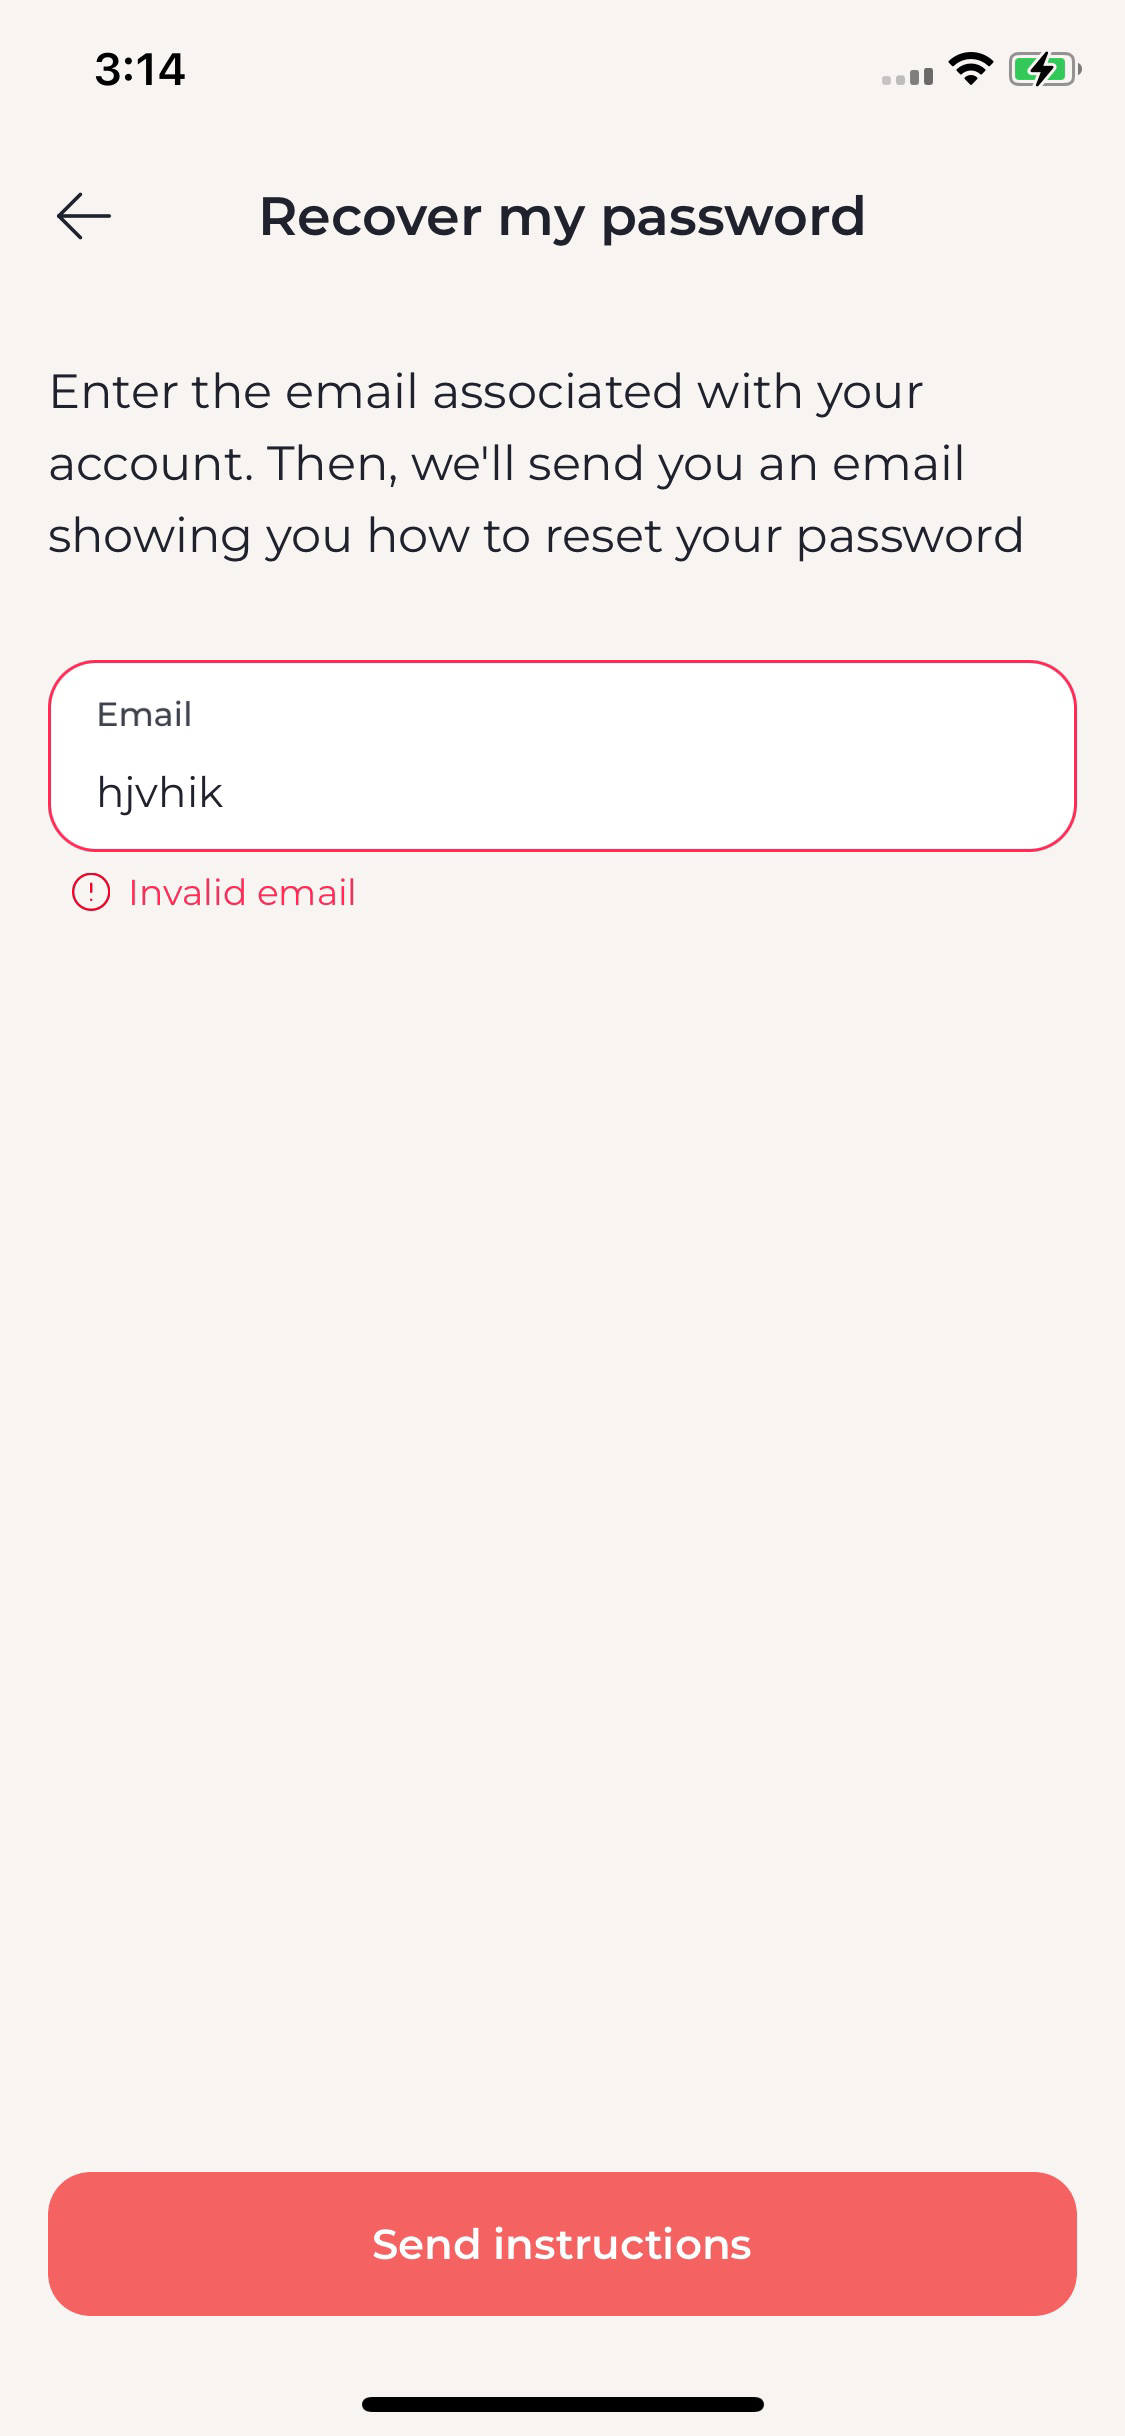 3:14
Recover my password
Enter the email associated with your
account. Then, we'll send you an email
showing you how to reset your password
Email
hjvhik
Invalid email
Send instructions